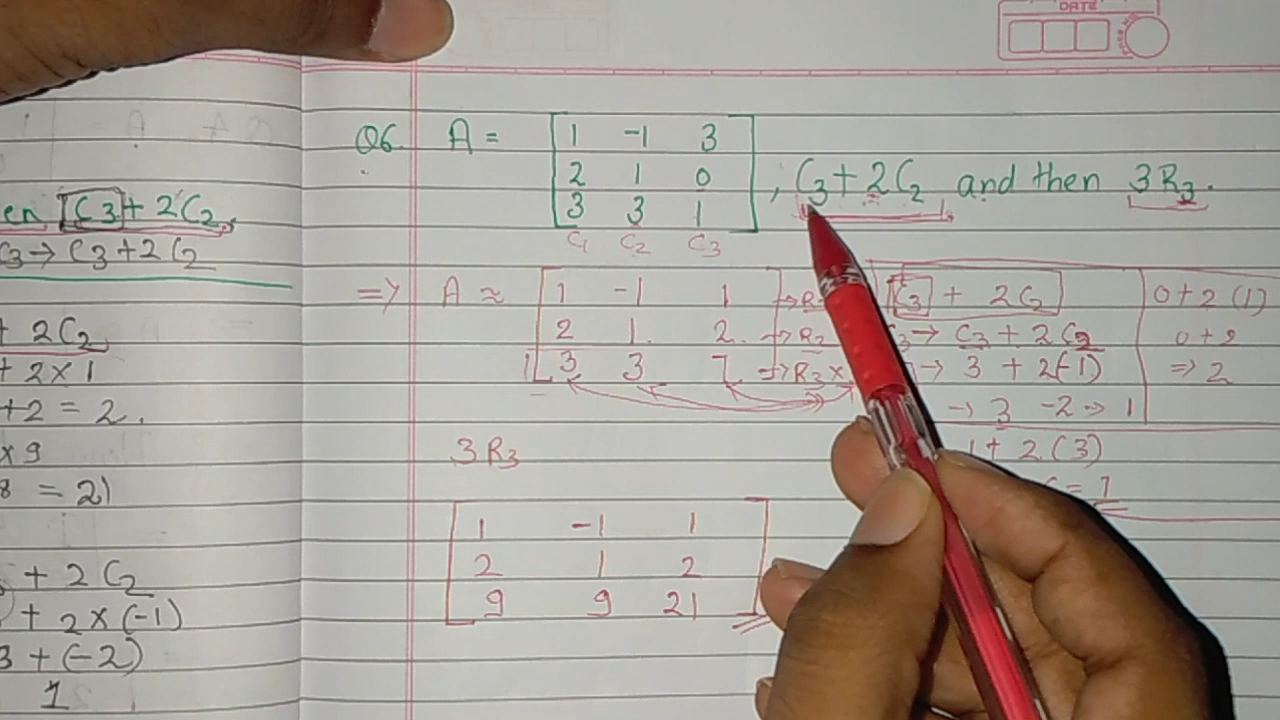 DATE
Q6. A = [1 -1 3
2 1 0
3 3 1], C3 + 2C2 and then 3R3.
C1 C2 C3
=> A ≈ [1 -1 1
2 1 2
3 3 7]
→ R2
→ R3 ×
C3 + 2C2
→ C3 + 2C2
→ 3 + 2(-1)
→ 3 -2 → 1
1 + 2(3)
= 7
0 + 2(1)
0 + 2
=> 2
3R3
[1 -1 1
2 1 2
9 9 21]
en C3 + 2C2.
C3 → C3 + 2C2
+ 2C2
+ 2×1
+2 = 2.
×9
8 = 21
+ 2C2
+ 2×(-1)
3 + (-2)
1